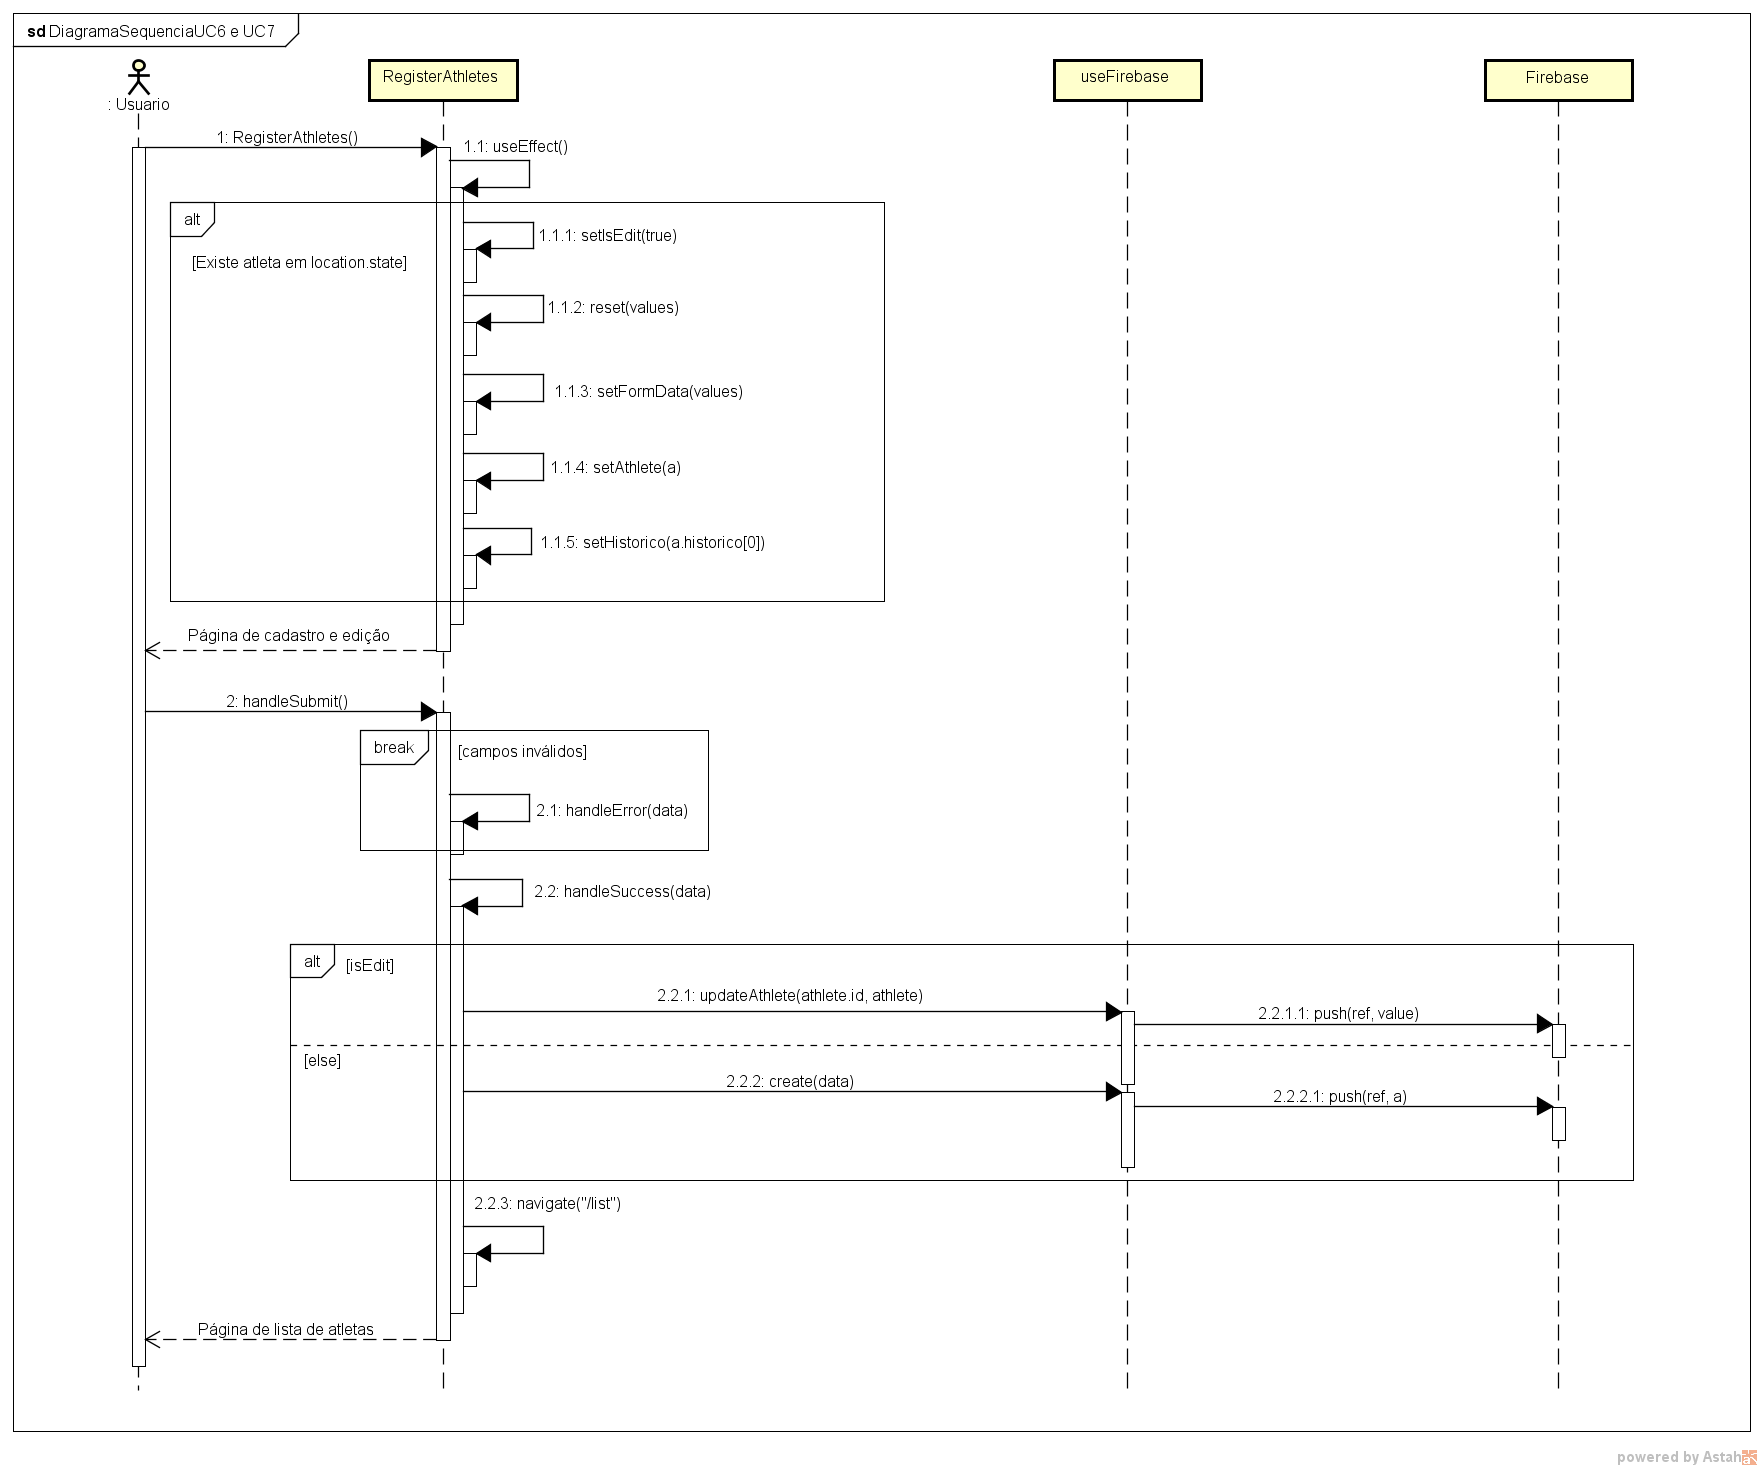 sd DiagramaSequenciaUC6 e UC7
: Usuario
RegisterAthletes
useFirebase
Firebase
1: RegisterAthletes()
1.1: useEffect()
alt
[Existe atleta em location.state]
1.1.1: setIsEdit(true)
1.1.2: reset(values)
1.1.3: setFormData(values)
1.1.4: setAthlete(a)
1.1.5: setHistorico(a.historico[0])
Página de cadastro e edição
2: handleSubmit()
break
[campos inválidos]
2.1: handleError(data)
2.2: handleSuccess(data)
alt
[isEdit]
2.2.1: updateAthlete(athlete.id, athlete)
2.2.1.1: push(ref, value)
[else]
2.2.2: create(data)
2.2.2.1: push(ref, a)
2.2.3: navigate("/list")
Página de lista de atletas
powered by Astah